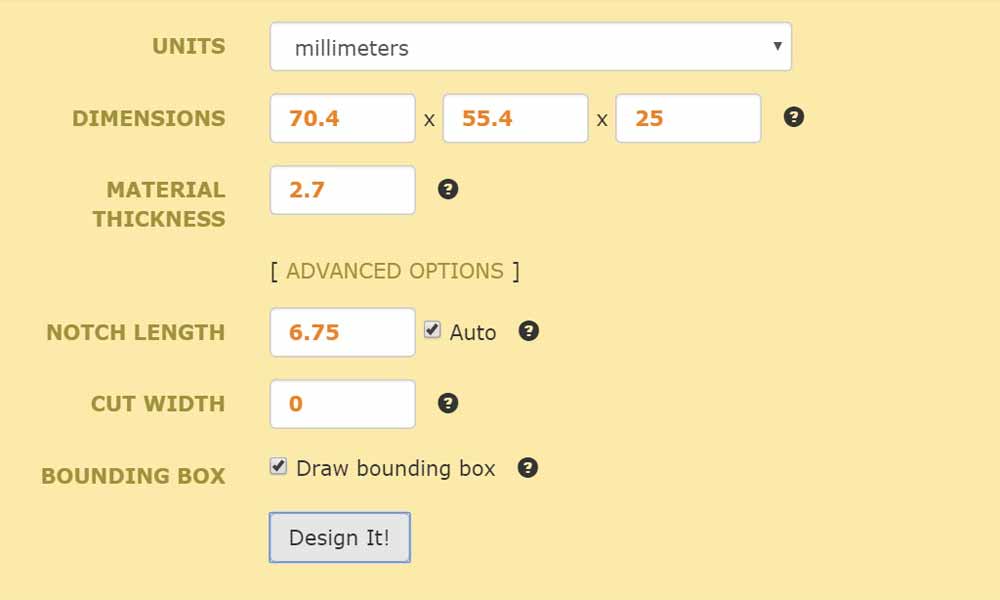 UNITS millimeters
DIMENSIONS 70.4 x 55.4 x 25 ?
MATERIAL 2.7 ?
THICKNESS
[ ADVANCED OPTIONS ]
NOTCH LENGTH 6.75 Auto ?
CUT WIDTH 0 ?
BOUNDING BOX Draw bounding box ?
Design It!